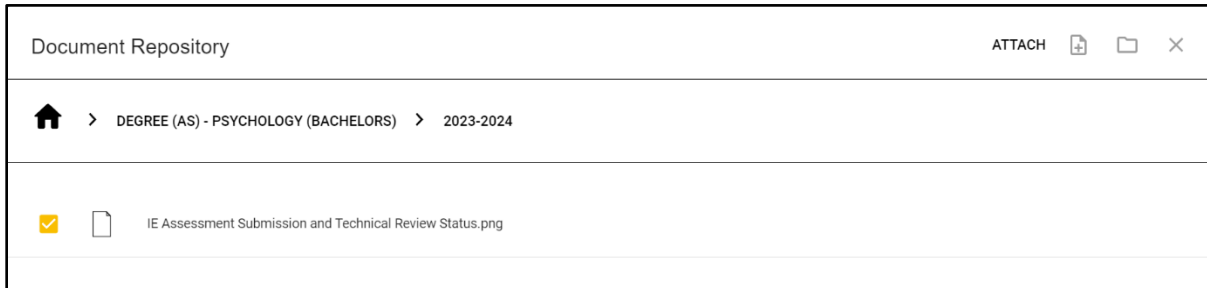 Document Repository ATTACH
DEGREE (AS) - PSYCHOLOGY (BACHELORS) > 2023-2024
IE Assessment Submission and Technical Review Status.png